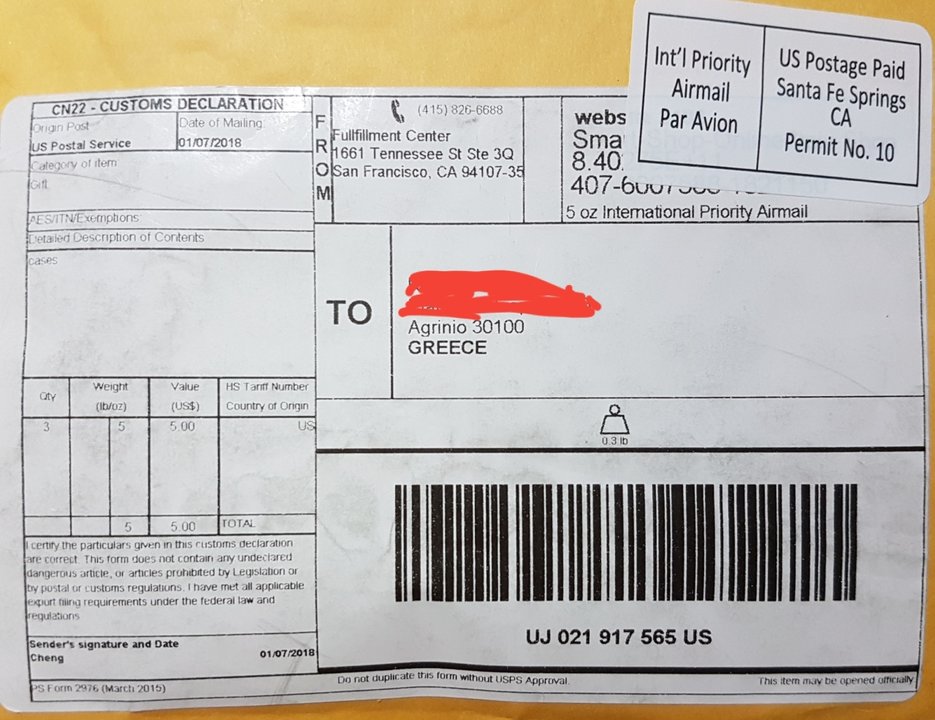 Int'l Priority
Airmail
Par Avion
US Postage Paid
Santa Fe Springs
CA
Permit No. 10
CN22 - CUSTOMS DECLARATION
Origin Post
US Postal Service
Date of Mailing
01/07/2018
Category of item
Gift
AES/ITN/Exemptions
Detailed Description of Contents
cases
Qty
Weight
(lb/oz)
Value
(US$)
HS Tariff Number
Country of Origin
3 5 5.00 US
5 5.00 TOTAL
I certify the particulars given in this customs declaration
are correct. This form does not contain any undeclared
dangerous article, or articles prohibited by Legislation or
by postal or customs regulations. I have met all applicable
export filing requirements under the federal law and
regulations
Sender's signature and Date
Cheng 01/07/2018
PS Form 2976 (March 2015)
FROM
(415) 826-6688
Fullfillment Center
1661 Tennessee St Ste 3Q
San Francisco, CA 94107-35
webs
Sma
8.40
5 oz International Priority Airmail
TO
Agrinio 30100
GREECE
0.3 lb
UJ 021 917 565 US
Do not duplicate this form without USPS Approval.
This item may be opened officially